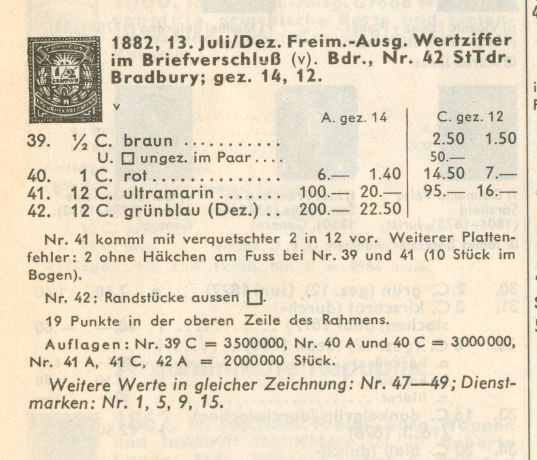 1882, 13. Juli/Dez. Freim.-Ausg. Wertziffer
im Briefverschluß (v). Bdr., Nr. 42 StTdr.
Bradbury; gez. 14, 12.
v
A. gez. 14 C. gez. 12
39. ½ C. braun .......... 2.50 1.50
U. □ ungez. im Paar .... 50.—
40. 1 C. rot ............ 6.— 1.40 14.50 7.—
41. 12 C. ultramarin ....... 100.— 20.— 95.— 16.—
42. 12 C. grünblau (Dez.) .. 200.— 22.50
Nr. 41 kommt mit verquetschter 2 in 12 vor. Weiterer Platten-
fehler: 2 ohne Häkchen am Fuss bei Nr. 39 und 41 (10 Stück im
Bogen).
Nr. 42: Randstücke aussen □.
19 Punkte in der oberen Zeile des Rahmens.
Auflagen: Nr. 39 C = 3500000, Nr. 40 A und 40 C = 3000000,
Nr. 41 A, 41 C, 42 A = 2000000 Stück.
Weitere Werte in gleicher Zeichnung: Nr. 47—49; Dienst-
marken: Nr. 1, 5, 9, 15.